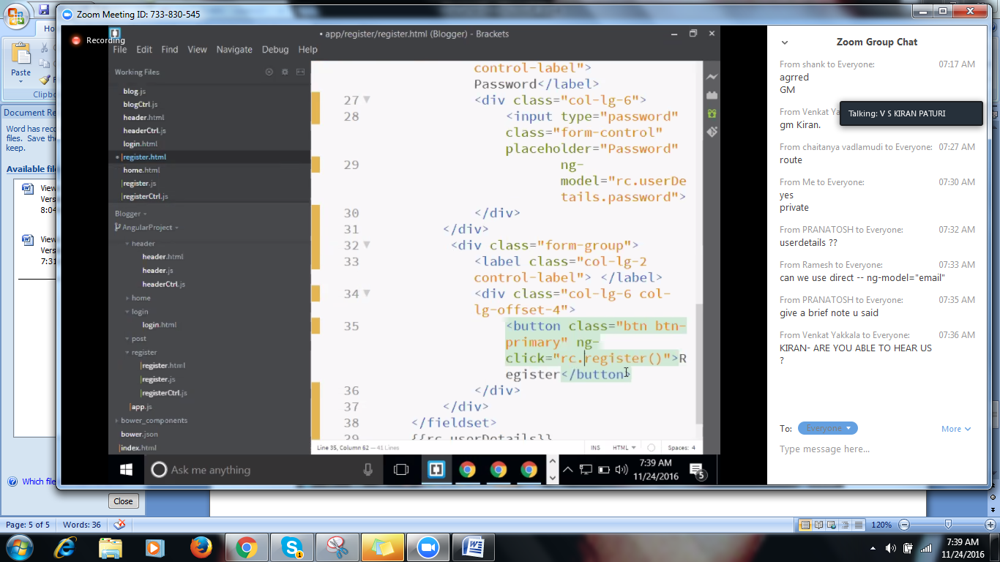 Zoom Meeting ID: 733-830-545
Recording
• app/register/register.html (Blogger) - Brackets
File Edit Find View Navigate Debug Help
Working Files
blog.js
blogCtrl.js
header.html
headerCtrl.js
login.html
register.html
home.html
register.js
registerCtrl.js
Blogger
AngularProject
header
header.html
header.js
headerCtrl.js
home
login
login.html
post
register
register.html
register.js
registerCtrl.js
app.js
bower_components
bower.json
index.html
control-label">
Password</label>
27 <div class="col-lg-6">
28 <input type="password"
class="form-control"
placeholder="Password"
29 ng-
model="rc.userDe
tails.password">
30 </div>
31 </div>
32 <div class="form-group">
33 <label class="col-lg-2
control-label"> </label>
34 <div class="col-lg-6 col-
lg-offset-4">
35 <button class="btn btn-
primary" ng-
click="rc.register()">R
egister</button>
36 </div>
37 </div>
38 </fieldset>
29 {{rc.userDetails}}
Line 35, Column 62 — 41 Lines
INS HTML Spaces: 4
Ask me anything
7:39 AM
11/24/2016
5
Zoom Group Chat
From shank to Everyone: 07:17 AM
agrred
GM
From Venkat Ya
Talking: V S KIRAN PATURI
gm Kiran.
From chaitanya vadlamudi to Everyone: 07:27 AM
route
From Me to Everyone: 07:30 AM
yes
private
From PRANATOSH to Everyone: 07:32 AM
userdetails ??
From Ramesh to Everyone: 07:33 AM
can we use direct -- ng-model="email"
From PRANATOSH to Everyone: 07:35 AM
give a brief note u said
From Venkat Yakkala to Everyone: 07:36 AM
KIRAN- ARE YOU ABLE TO HEAR US
?
To: Everyone More
Type message here...
Ho
Paste
Clipb
Document Re
Word has reco
files. Save the
keep.
Available file
View
Vers
8:04
View
Vers
7:31
Which file
Close
Page: 5 of 5 Words: 36
120%
1
7:39 AM
11/24/2016